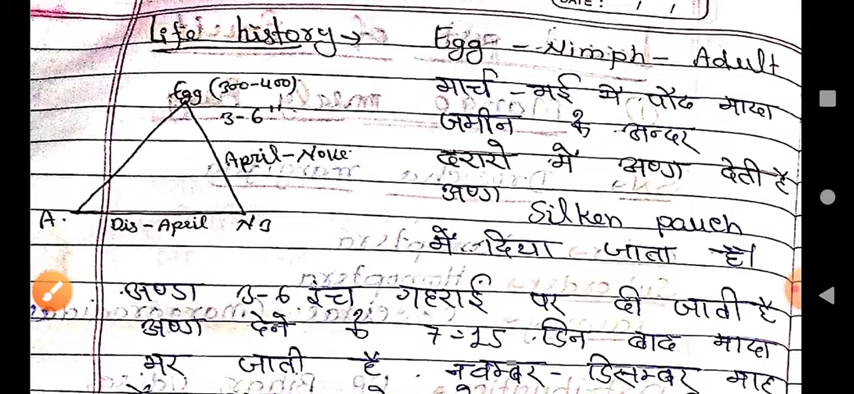 DATE: / /
Life history → Egg - Nimph - Adult
Egg (300-400)
3-6"
April-Nove
A.
Dis-April
N
मार्च - मई में पौद मादा
जमीन के अन्दर
दरारो में अण्डा देती है
अण्डा Silken pauch
में दिया जाता है।
अण्डा 3-6 इंच गहराई पर दी जाती है
अण्डा देने के 7=15 दिन बाद मादा
मर जाती है नवम्बर - डिसम्बर माह